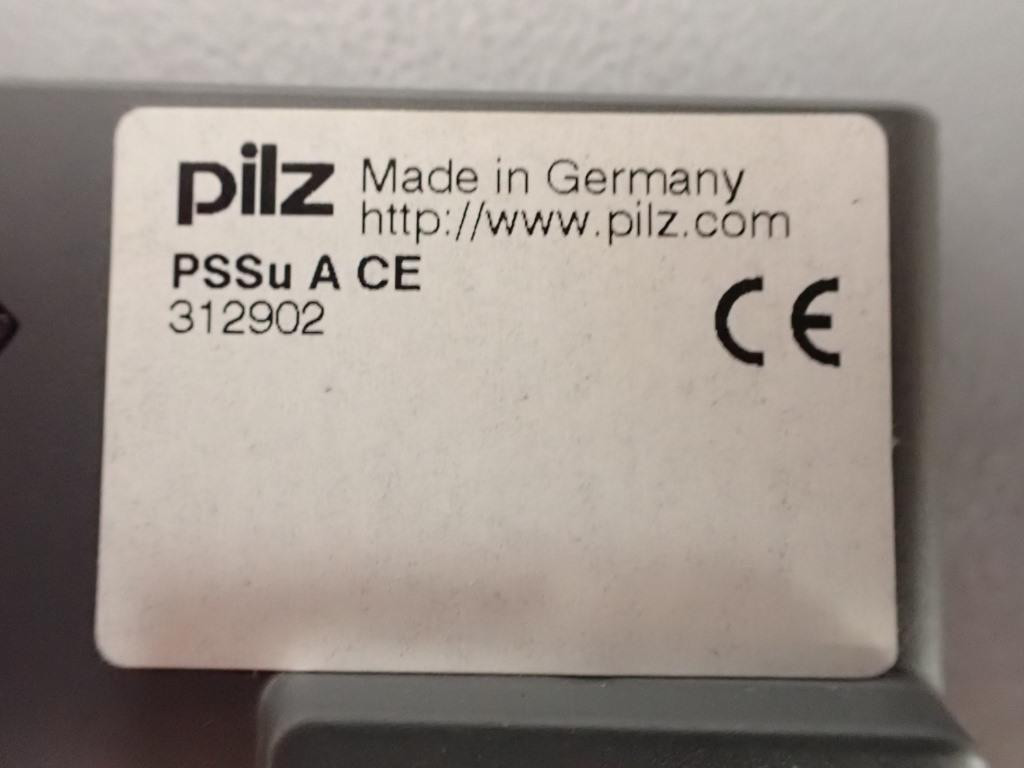 pilz Made in Germany
http://www.pilz.com
PSSu A CE
312902
CE